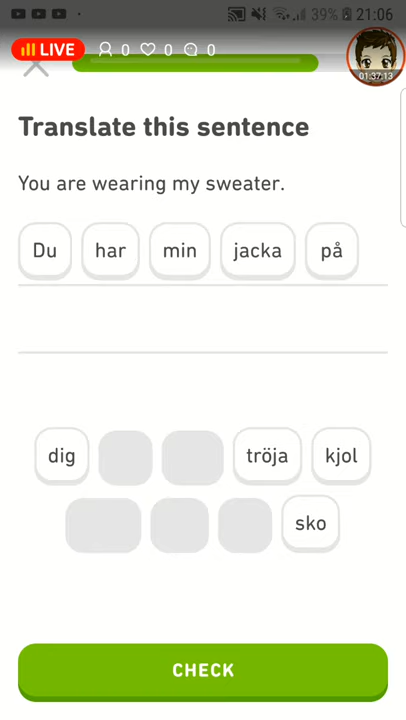 39% 21:06
LIVE 0 0 0
01:37:13
Translate this sentence
You are wearing my sweater.
Du har min jacka på
dig tröja kjol
sko
CHECK